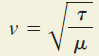 v = √(τ/μ)